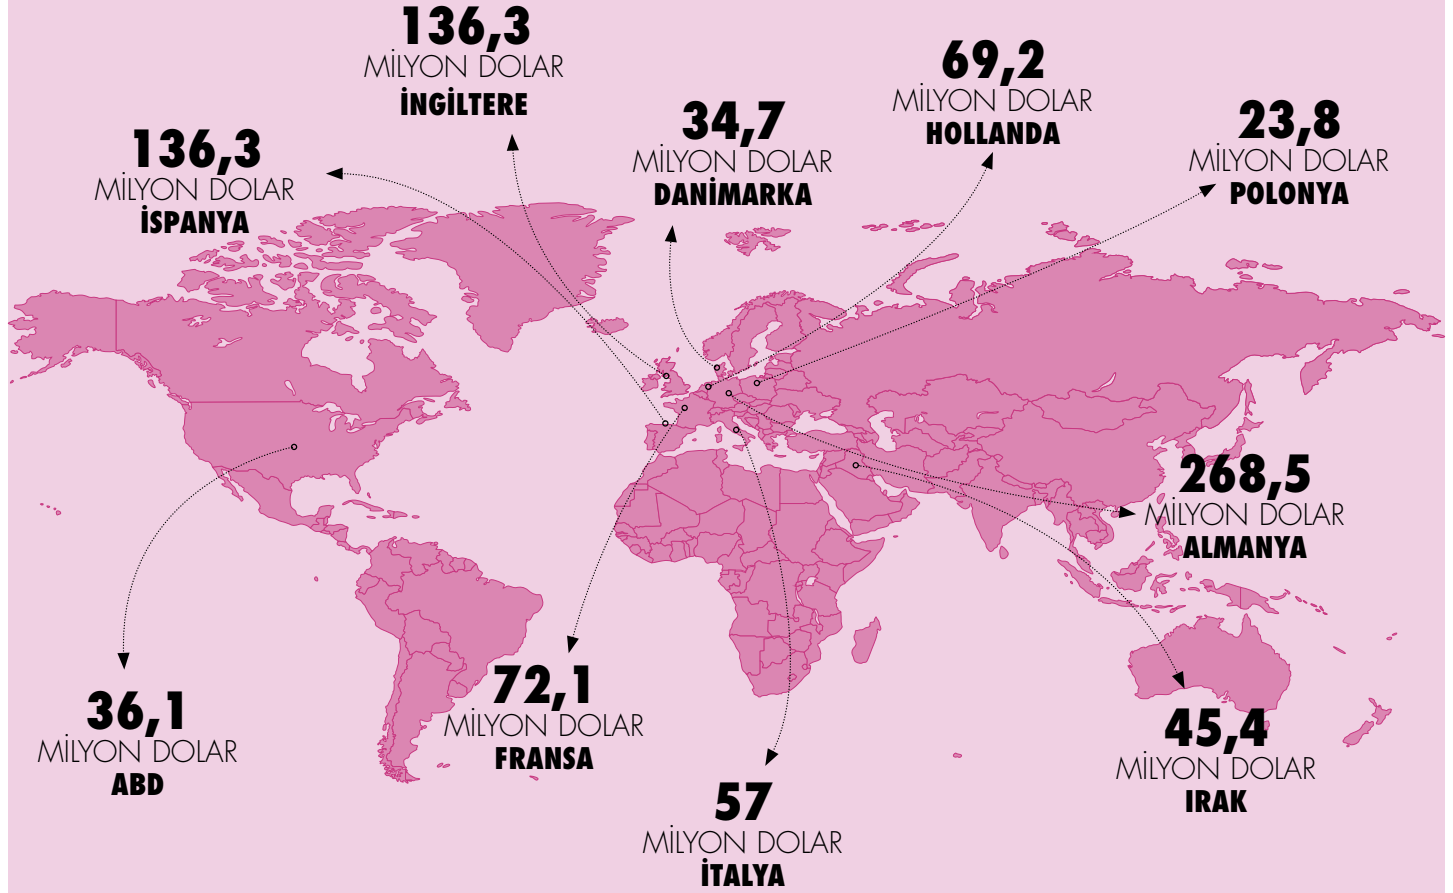 136,3
MİLYON DOLAR
İNGİLTERE
69,2
MİLYON DOLAR
HOLLANDA
34,7
MİLYON DOLAR
DANİMARKA
23,8
MİLYON DOLAR
POLONYA
136,3
MİLYON DOLAR
İSPANYA
268,5
MİLYON DOLAR
ALMANYA
36,1
MİLYON DOLAR
ABD
72,1
MİLYON DOLAR
FRANSA
45,4
MİLYON DOLAR
IRAK
57
MİLYON DOLAR
İTALYA